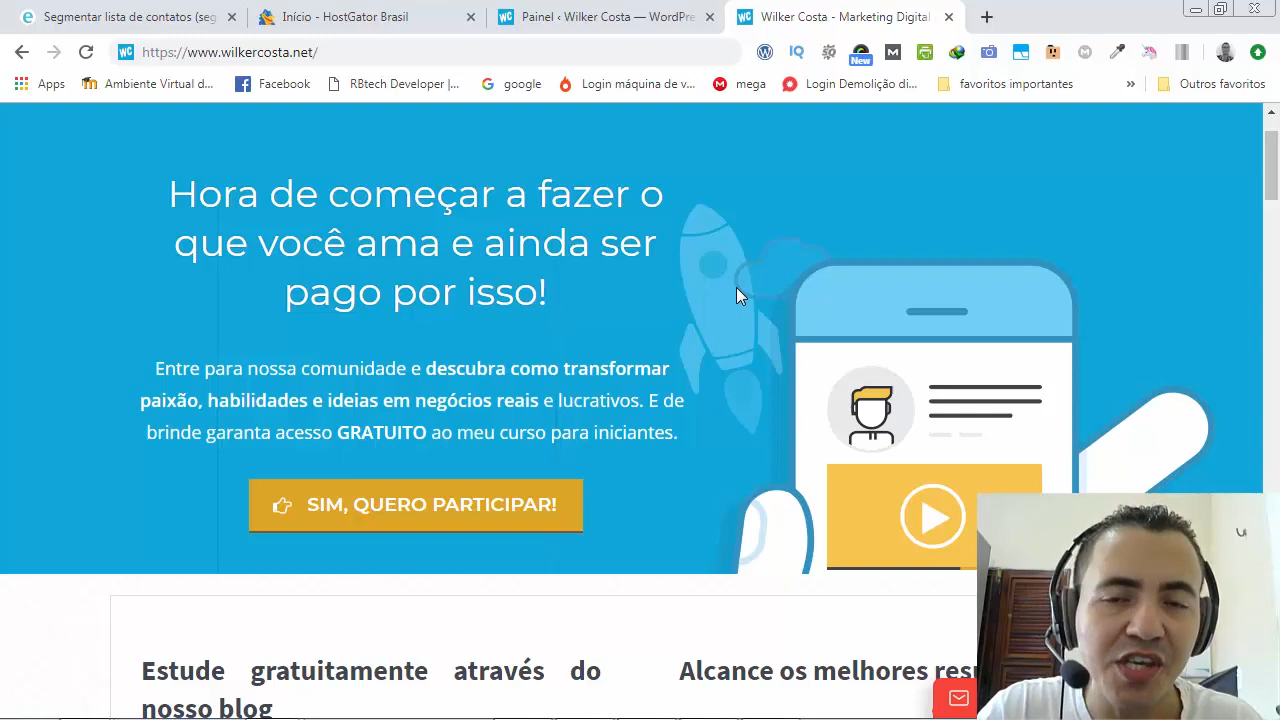 Segmentar lista de contatos (seg
Início - HostGator Brasil
Painel ‹ Wilker Costa — WordPre
Wilker Costa - Marketing Digital
https://www.wilkercosta.net/
New
Apps
Ambiente Virtual d...
Facebook
RBtech Developer |...
google
Login máquina de v...
mega
Login Demolição di...
favoritos importantes
Outros favoritos
Hora de começar a fazer o
que você ama e ainda ser
pago por isso!
Entre para nossa comunidade e descubra como transformar
paixão, habilidades e ideias em negócios reais e lucrativos. E de
brinde garanta acesso GRATUITO ao meu curso para iniciantes.
SIM, QUERO PARTICIPAR!
Estude gratuitamente através do
nosso blog
Alcance os melhores res